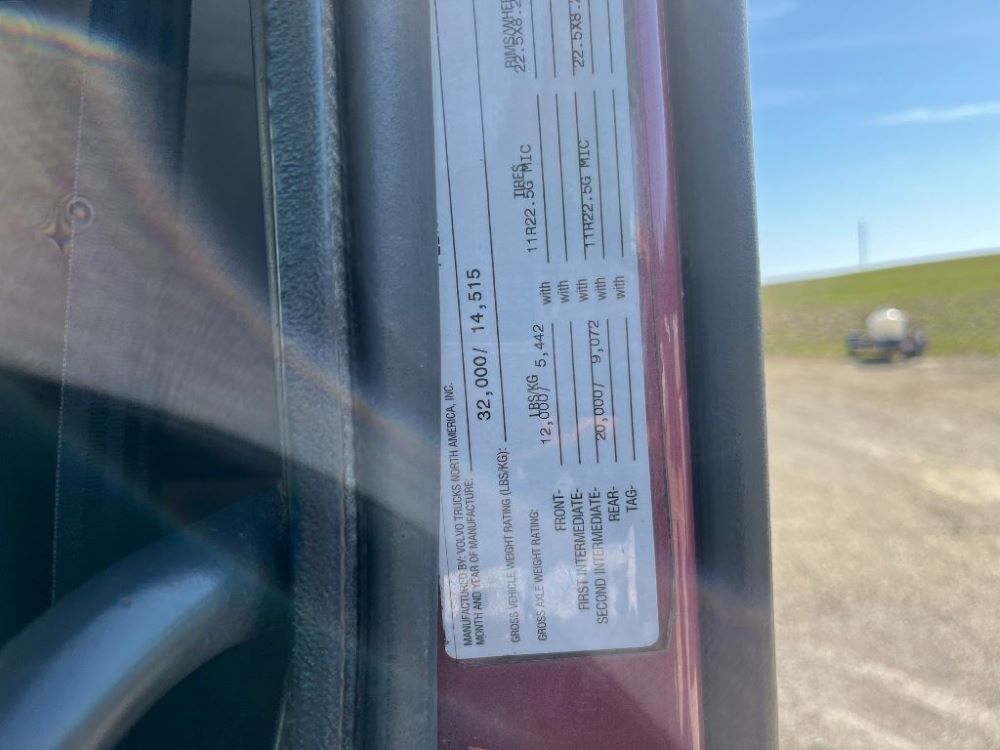 MANUFACTURED BY: VOLVO TRUCKS NORTH AMERICA, INC.
MONTH AND YEAR OF MANUFACTURE:
GROSS VEHICLE WEIGHT RATING (LBS/KG): 32,000/ 14,515
GROSS AXLE WEIGHT RATING: LBS/KG TIRES RIMS/WHE
FRONT- 12,000/ 5,442 with 11R22.5G MIC 22.5X8.2
FIRST INTERMEDIATE- with
SECOND INTERMEDIATE- with 11R22.5G MIC 22.5X8.
REAR- 20,000/ 9,072 with
TAG- with